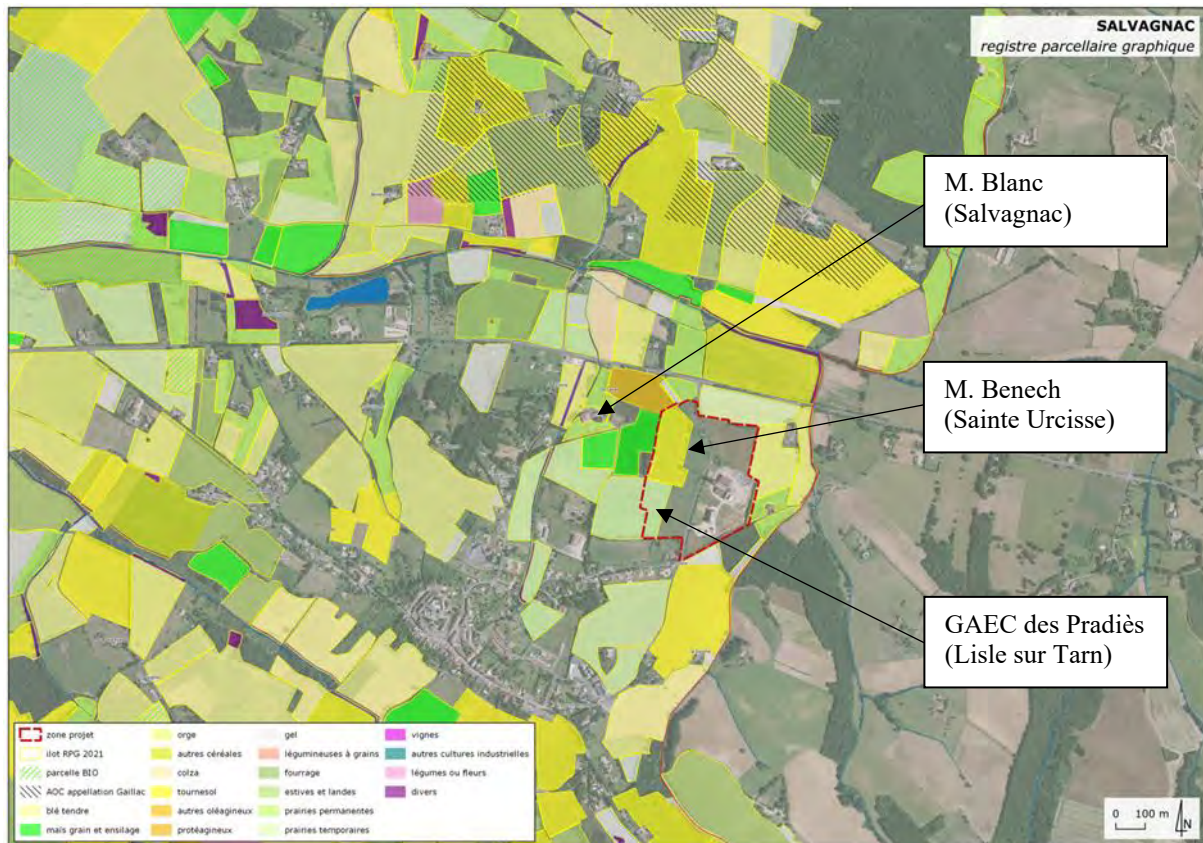 SALVAGNAC
registre parcellaire graphique
M. Blanc
(Salvagnac)
M. Benech
(Sainte Urcisse)
GAEC des Pradiès
(Lisle sur Tarn)
zone projet
ilot RPG 2021
parcelle BIO
AOC appellation Gaillac
blé tendre
maïs grain et ensilage
orge
autres céréales
colza
tournesol
autres oléagineux
protéagineux
gel
légumineuses à grains
fourrage
estives et landes
prairies permanentes
prairies temporaires
vignes
autres cultures industrielles
légumes ou fleurs
divers
0 100 m
N